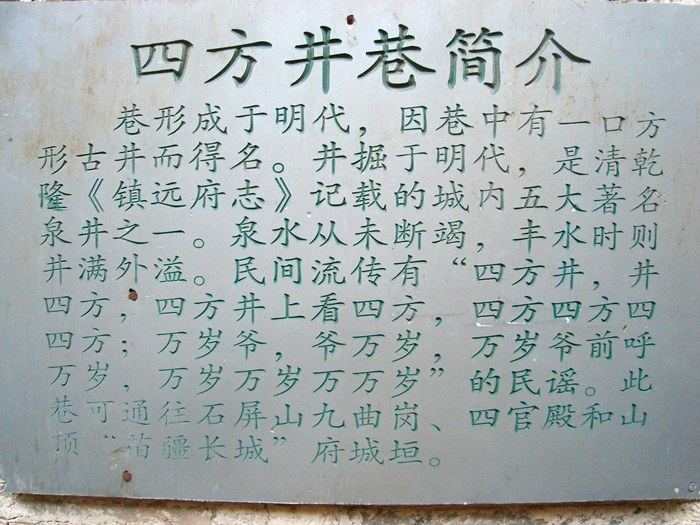 四方井巷简介
巷形成于明代，因巷中有一口方
形古井而得名。井掘于明代，是清乾
隆《镇远府志》记载的城内五大著名
泉井之一。泉水从未断竭，丰水时则
井满外溢。民间流传有“四方井，井
四方，四方井上看四方，四方四方四
四方；万岁爷，爷万岁，万岁爷前呼
万岁，万岁万岁万万岁”的民谣。此
巷可通往石屏山九曲岗、四官殿和山
顶“苗疆长城”府城垣。